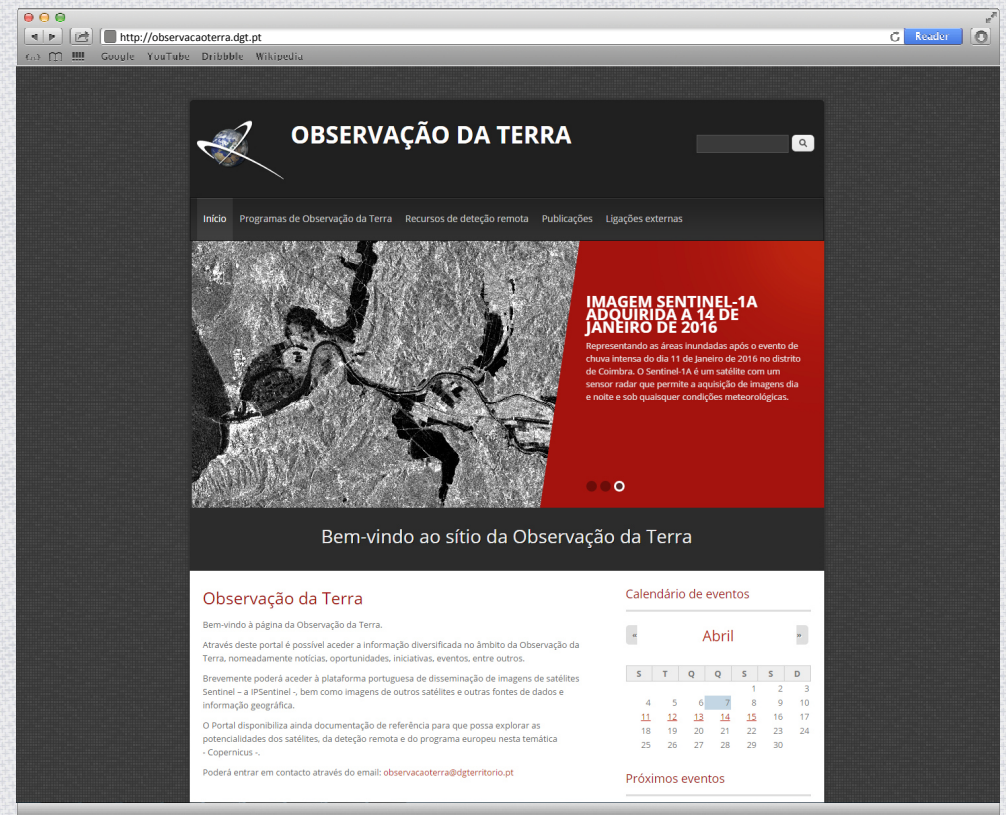 http://observacaoterra.dgt.pt
Reader
Google YouTube Dribbble Wikipedia
OBSERVAÇÃO DA TERRA
Início Programas de Observação da Terra Recursos de deteção remota Publicações Ligações externas
IMAGEM SENTINEL-1A
ADQUIRIDA A 14 DE
JANEIRO DE 2016
Representando as áreas inundadas após o evento de
chuva intensa do dia 11 de Janeiro de 2016 no distrito
de Coimbra. O Sentinel-1A é um satélite com um
sensor radar que permite a aquisição de imagens dia
e noite e sob quaisquer condições meteorológicas.
Bem-vindo ao sítio da Observação da Terra
Observação da Terra
Bem-vindo à página da Observação da Terra.
Através deste portal é possível aceder a informação diversificada no âmbito da Observação da
Terra, nomeadamente notícias, oportunidades, iniciativas, eventos, entre outros.
Brevemente poderá aceder à plataforma portuguesa de disseminação de imagens de satélites
Sentinel – a IPSentinel -, bem como imagens de outros satélites e outras fontes de dados e
informação geográfica.
O Portal disponibiliza ainda documentação de referência para que possa explorar as
potencialidades dos satélites, da deteção remota e do programa europeu nesta temática
- Copernicus -.
Poderá entrar em contacto através do email: observacaoterra@dgterritorio.pt
Calendário de eventos
« Abril »
S T Q Q S S D
1 2 3
4 5 6 7 8 9 10
11 12 13 14 15 16 17
18 19 20 21 22 23 24
25 26 27 28 29 30
Próximos eventos